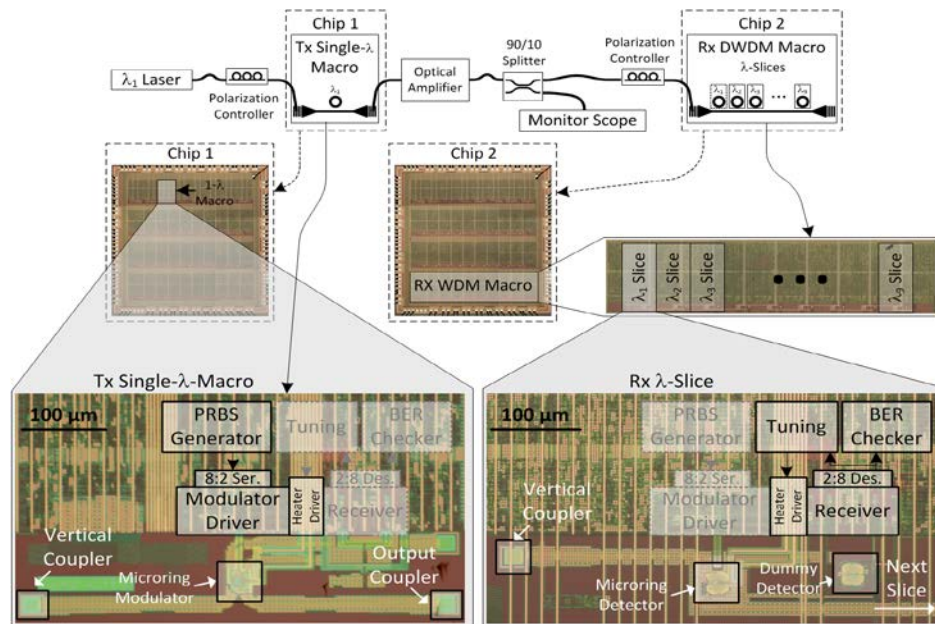 Chip 1
Chip 2
Tx Single-λ
Macro
Rx DWDM Macro
λ-Slices
90/10
Splitter
λ₁ Laser
Polarization
Controller
λ₁
Optical
Amplifier
Polarization
Controller
λ₁ λ₂ λ₃ ••• λ₉
Monitor Scope
Chip 1
Chip 2
1-λ
Macro
RX WDM Macro
λ₁ Slice
λ₂ Slice
λ₃ Slice
•••
λ₉ Slice
Tx Single-λ-Macro
100 μm
PRBS
Generator
Tuning
BER
Checker
8:2 Ser.
Modulator
Driver
Heater
Driver
2:8 Des.
Receiver
Vertical
Coupler
Microring
Modulator
Output
Coupler
Rx λ-Slice
100 μm
PRBS
Generator
Tuning
BER
Checker
8:2 Ser.
Modulator
Driver
Heater
Driver
2:8 Des.
Receiver
Vertical
Coupler
Microring
Detector
Dummy
Detector
Next
Slice